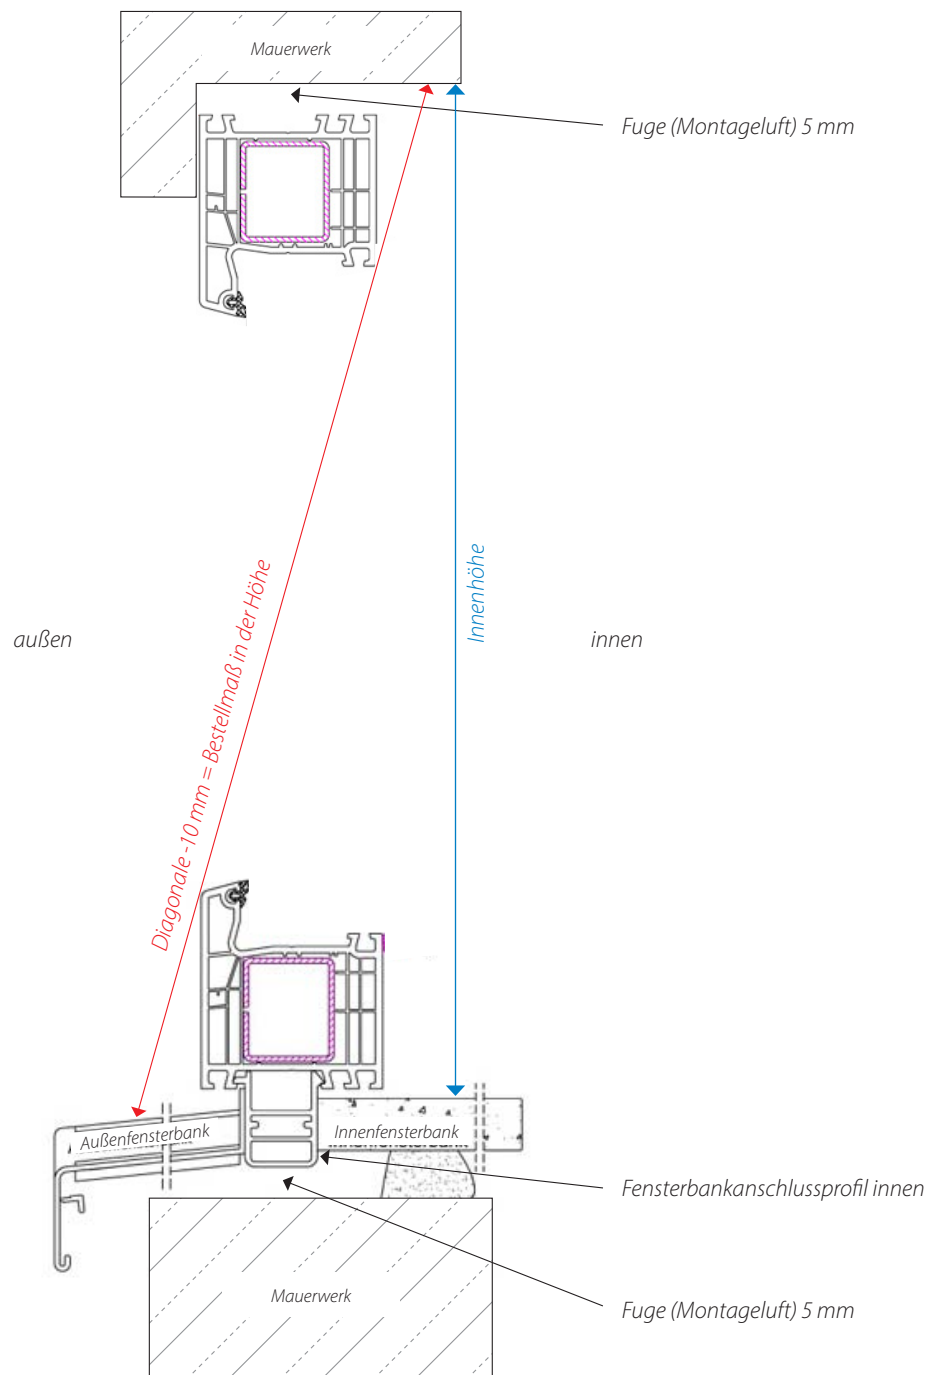 Mauerwerk
Fuge (Montageluft) 5 mm
Diagonale -10 mm = Bestellmaß in der Höhe
Innenhöhe
außen
innen
Außenfensterbank
Innenfensterbank
Fensterbankanschlussprofil innen
Mauerwerk
Fuge (Montageluft) 5 mm